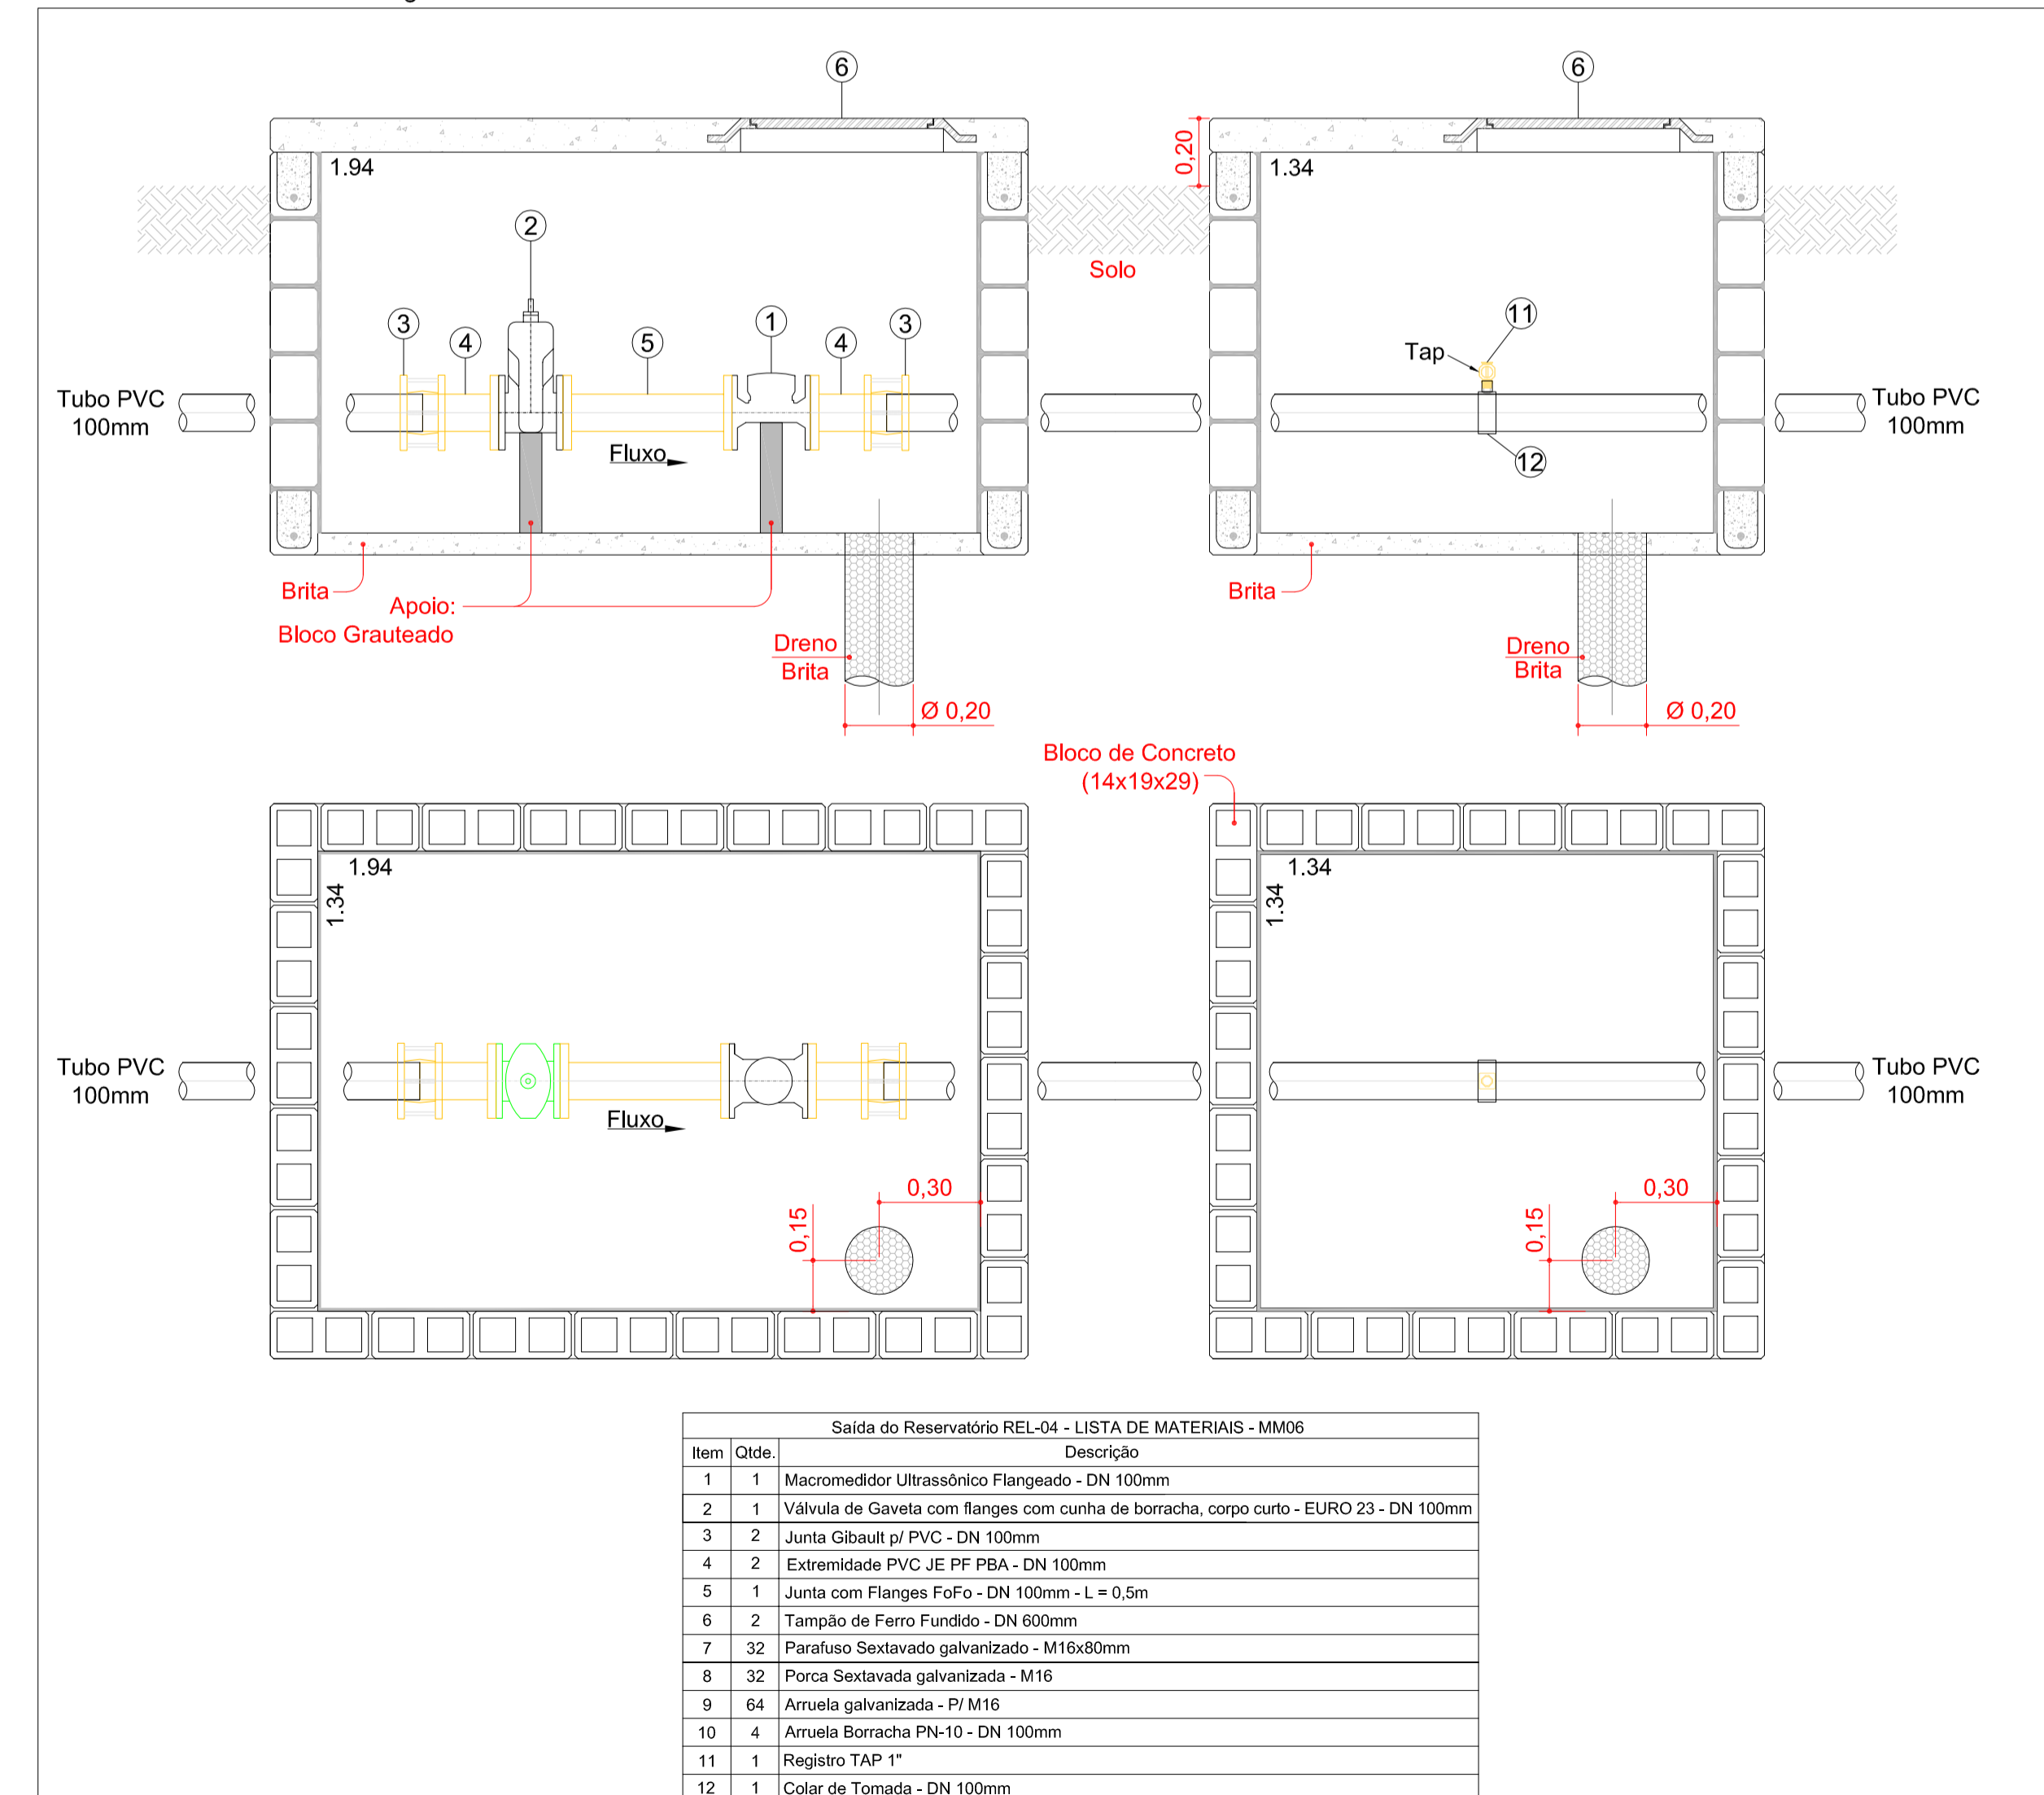 6
6
1.94
0,20
1.34
2
Solo
3
4
5
1
4
3
11
Tap
Tubo PVC
100mm
Tubo PVC
100mm
Fluxo
12
Brita
Apoio:
Bloco Grauteado
Brita
Dreno
Brita
Dreno
Brita
Ø 0,20
Ø 0,20
Bloco de Concreto
(14x19x29)
1.94
1.34
1.34
1.34
Tubo PVC
100mm
Tubo PVC
100mm
Fluxo
0,30
0,15
0,30
0,15
Saída do Reservatório REL-04 - LISTA DE MATERIAIS - MM06
Item Qtde. Descrição
1 1 Macromedidor Ultrassônico Flangeado - DN 100mm
2 1 Válvula de Gaveta com flanges com cunha de borracha, corpo curto - EURO 23 - DN 100mm
3 2 Junta Gibault p/ PVC - DN 100mm
4 2 Extremidade PVC JE PF PBA - DN 100mm
5 1 Junta com Flanges FoFo - DN 100mm - L = 0,5m
6 2 Tampão de Ferro Fundido - DN 600mm
7 32 Parafuso Sextavado galvanizado - M16x80mm
8 32 Porca Sextavada galvanizada - M16
9 64 Arruela galvanizada - P/ M16
10 4 Arruela Borracha PN-10 - DN 100mm
11 1 Registro TAP 1"
12 1 Colar de Tomada - DN 100mm